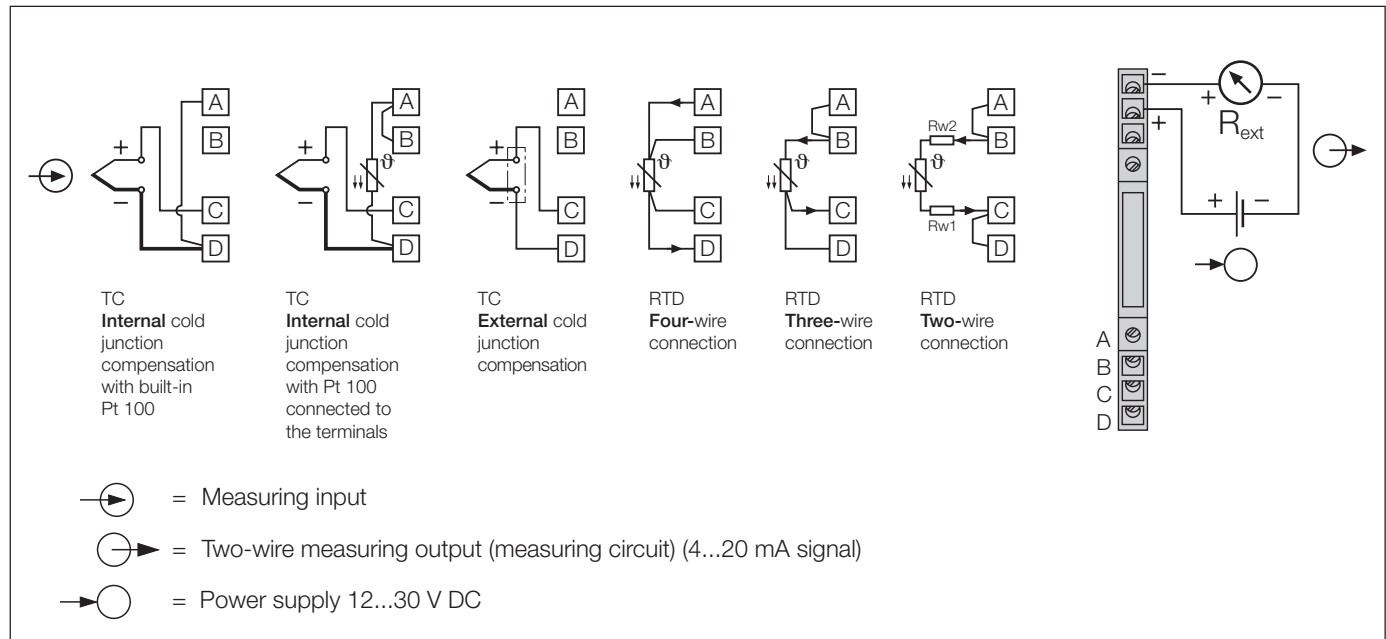 A
B
+
−
C
D
A
B
+
ϑ
−
C
D
A
B
+
−
C
D
A
B
ϑ
C
D
A
B
ϑ
C
D
A
Rw2
B
ϑ
C
Rw1
D
−
+ −
Rext
+
+ −
A
B
C
D
TC
Internal cold
junction
compensation
with built-in
Pt 100
TC
Internal cold
junction
compensation
with Pt 100
connected to
the terminals
TC
External cold
junction
compensation
RTD
Four-wire
connection
RTD
Three-wire
connection
RTD
Two-wire
connection
= Measuring input
= Two-wire measuring output (measuring circuit) (4...20 mA signal)
= Power supply 12...30 V DC